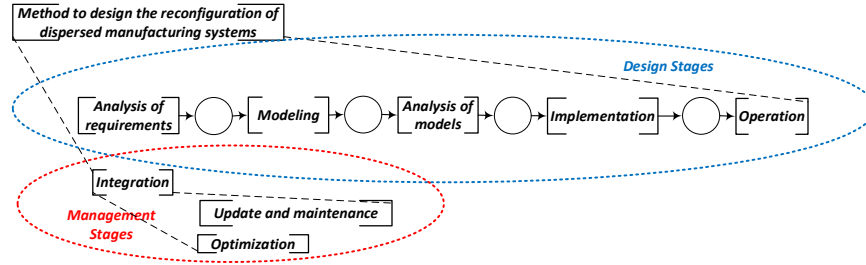 Method to design the reconfiguration of
dispersed manufacturing systems
Design Stages
Analysis of
requirements
Modeling
Analysis of
models
Implementation
Operation
Integration
Management
Stages
Update and maintenance
Optimization